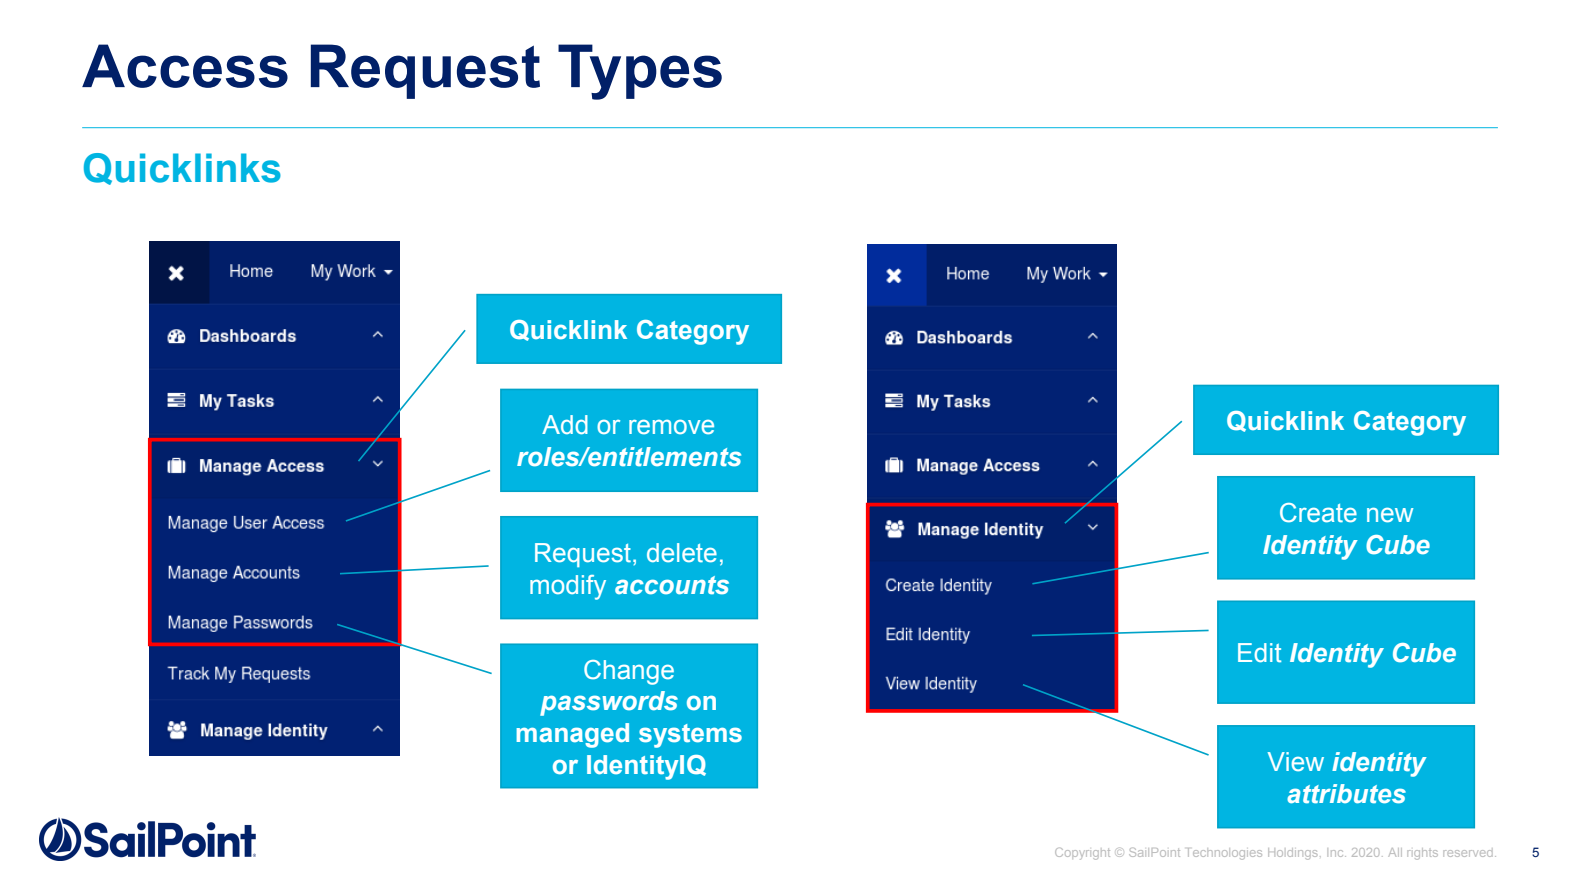 Access Request Types
Quicklinks
Home My Work
Dashboards
My Tasks
Manage Access
Manage User Access
Manage Accounts
Manage Passwords
Track My Requests
Manage Identity
Quicklink Category
Add or remove
roles/entitlements
Request, delete,
modify accounts
Change
passwords on
managed systems
or IdentityIQ
Home My Work
Dashboards
My Tasks
Manage Access
Manage Identity
Create Identity
Edit Identity
View Identity
Quicklink Category
Create new
Identity Cube
Edit Identity Cube
View identity
attributes
SailPoint
Copyright © SailPoint Technologies Holdings, Inc. 2020. All rights reserved.
5